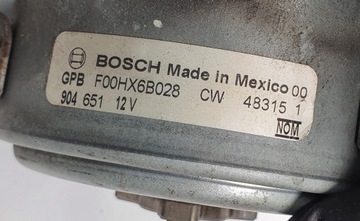 BOSCH Made in Mexico 00
GPB F00HX6B028 CW 48315 1
904 651 12V
NOM